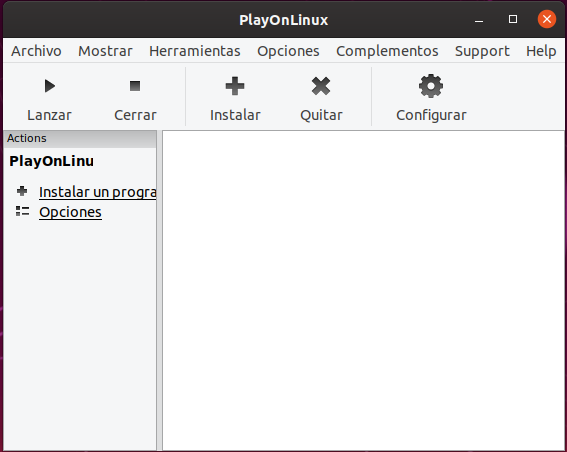 PlayOnLinux
Archivo Mostrar Herramientas Opciones Complementos Support Help
Lanzar Cerrar Instalar Quitar Configurar
Actions
PlayOnLinu
Instalar un progra
Opciones